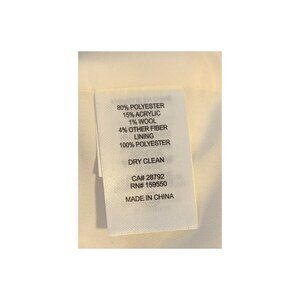 80% POLYESTER
15% ACRYLIC
1% WOOL
4% OTHER FIBER
LINING
100% POLYESTER
DRY CLEAN
CA# 28792
RN# 159550
MADE IN CHINA